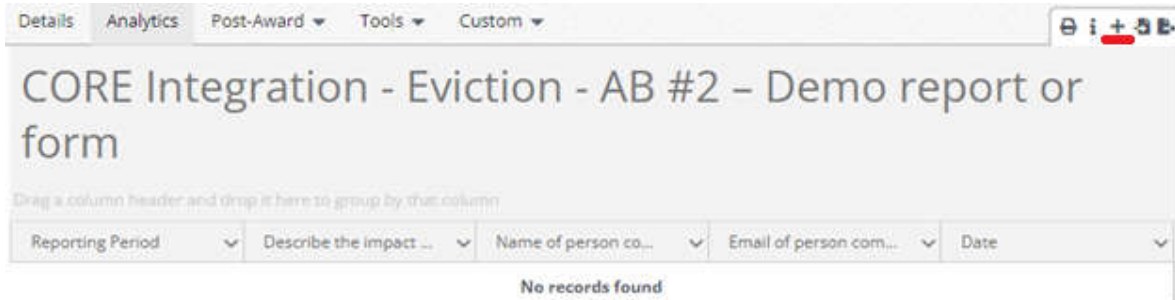 Details Analytics Post-Award Tools Custom
CORE Integration - Eviction - AB #2 – Demo report or
form
Drag a column header and drop it here to group by that column
Reporting Period Describe the impact ... Name of person co... Email of person com... Date
No records found